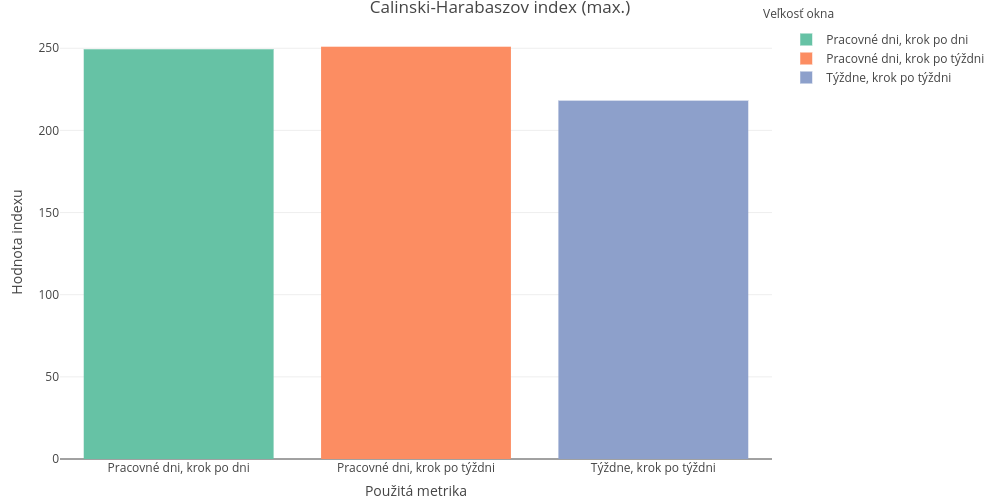 Calinski-Harabaszov index (max.)
Veľkosť okna
Pracovné dni, krok po dni
Pracovné dni, krok po týždni
Týždne, krok po týždni
Hodnota indexu
250
200
150
100
50
0
Pracovné dni, krok po dni
Pracovné dni, krok po týždni
Týždne, krok po týždni
Použitá metrika